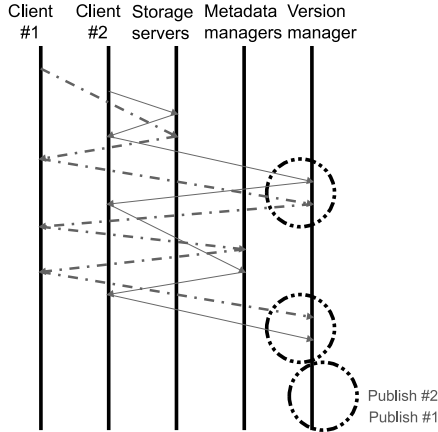 Client #1
Client #2
Storage servers
Metadata managers
Version manager
Publish #2
Publish #1